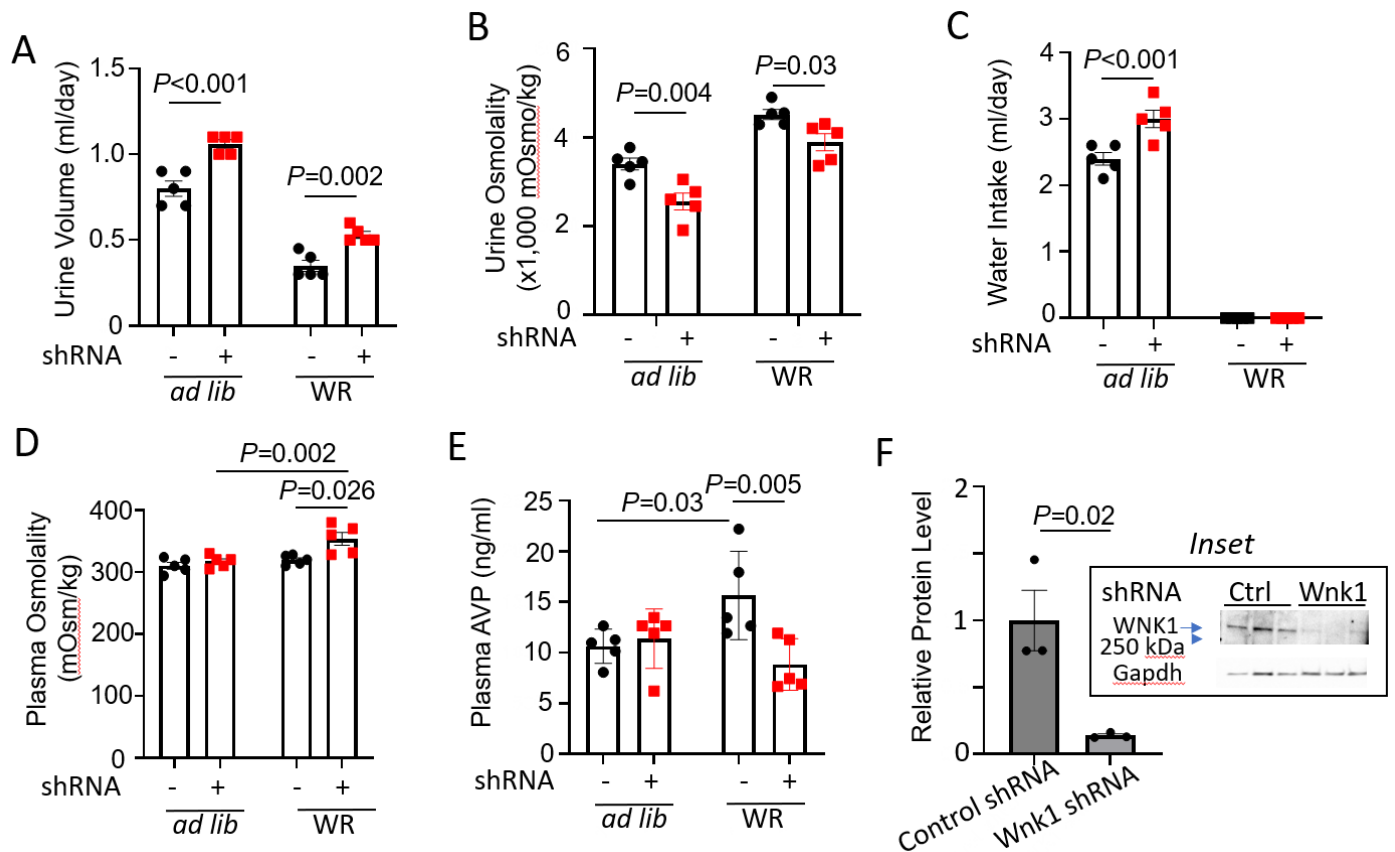 A
Urine Volume (ml/day)
1.5
1.0
0.5
0
P<0.001
P=0.002
shRNA - + - +
ad lib WR
B
Urine Osmolality
(x1,000 mOsmo/kg)
6
4
2
0
P=0.004
P=0.03
shRNA - + - +
ad lib WR
C
Water Intake (ml/day)
4
3
2
1
0
P<0.001
shRNA - + - +
ad lib WR
D
Plasma Osmolality
(mOsm/kg)
400
300
200
100
0
P=0.002
P=0.026
shRNA - + - +
ad lib WR
E
Plasma AVP (ng/ml)
25
20
15
10
5
0
P=0.03
P=0.005
shRNA - + - +
ad lib WR
F
Relative Protein Level
2
1
0
P=0.02
Control shRNA
Wnk1 shRNA
Inset
shRNA Ctrl Wnk1
WNK1
250 kDa
Gapdh